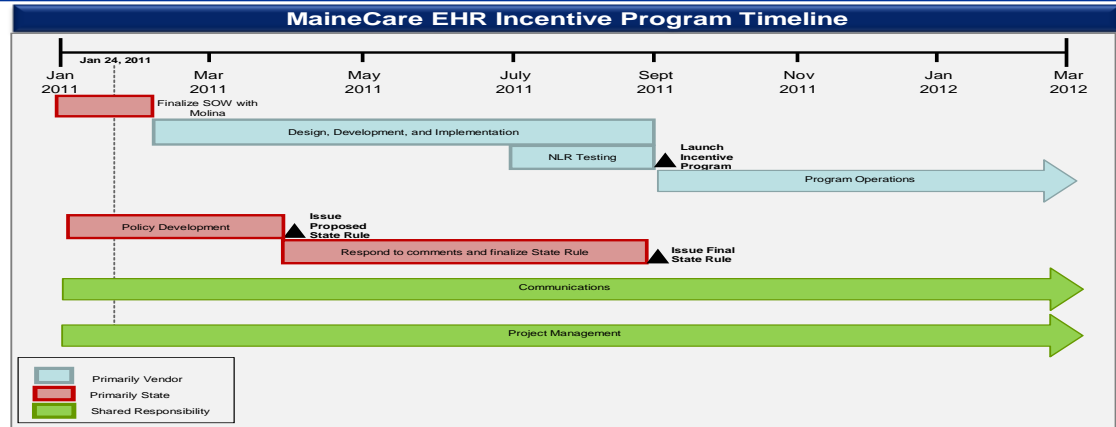 MaineCare EHR Incentive Program Timeline
Jan 24, 2011
Jan
2011
Mar
2011
May
2011
July
2011
Sept
2011
Nov
2011
Jan
2011
Mar
2012
Finalize SOW with
Molina
Design, Development, and Implementation
NLR Testing
Launch
Incentive
Program
Program Operations
Policy Development
Issue
Proposed
State Rule
Respond to comments and finalize State Rule
Issue Final
State Rule
Communications
Project Management
Primarily Vendor
Primarily State
Shared Responsibility